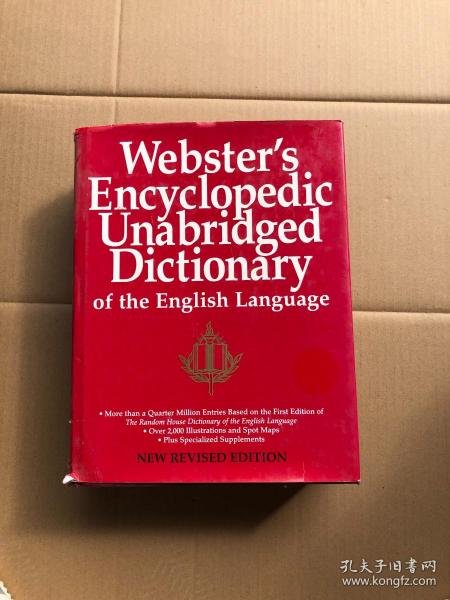 Webster's
Encyclopedic
Unabridged
Dictionary
of the English Language
• More than a Quarter Million Entries Based on the First Edition of
The Random House Dictionary of the English Language
• Over 2,000 Illustrations and Spot Maps
• Plus Specialized Supplements
NEW REVISED EDITION
孔夫子旧书网
www.kongfz.com